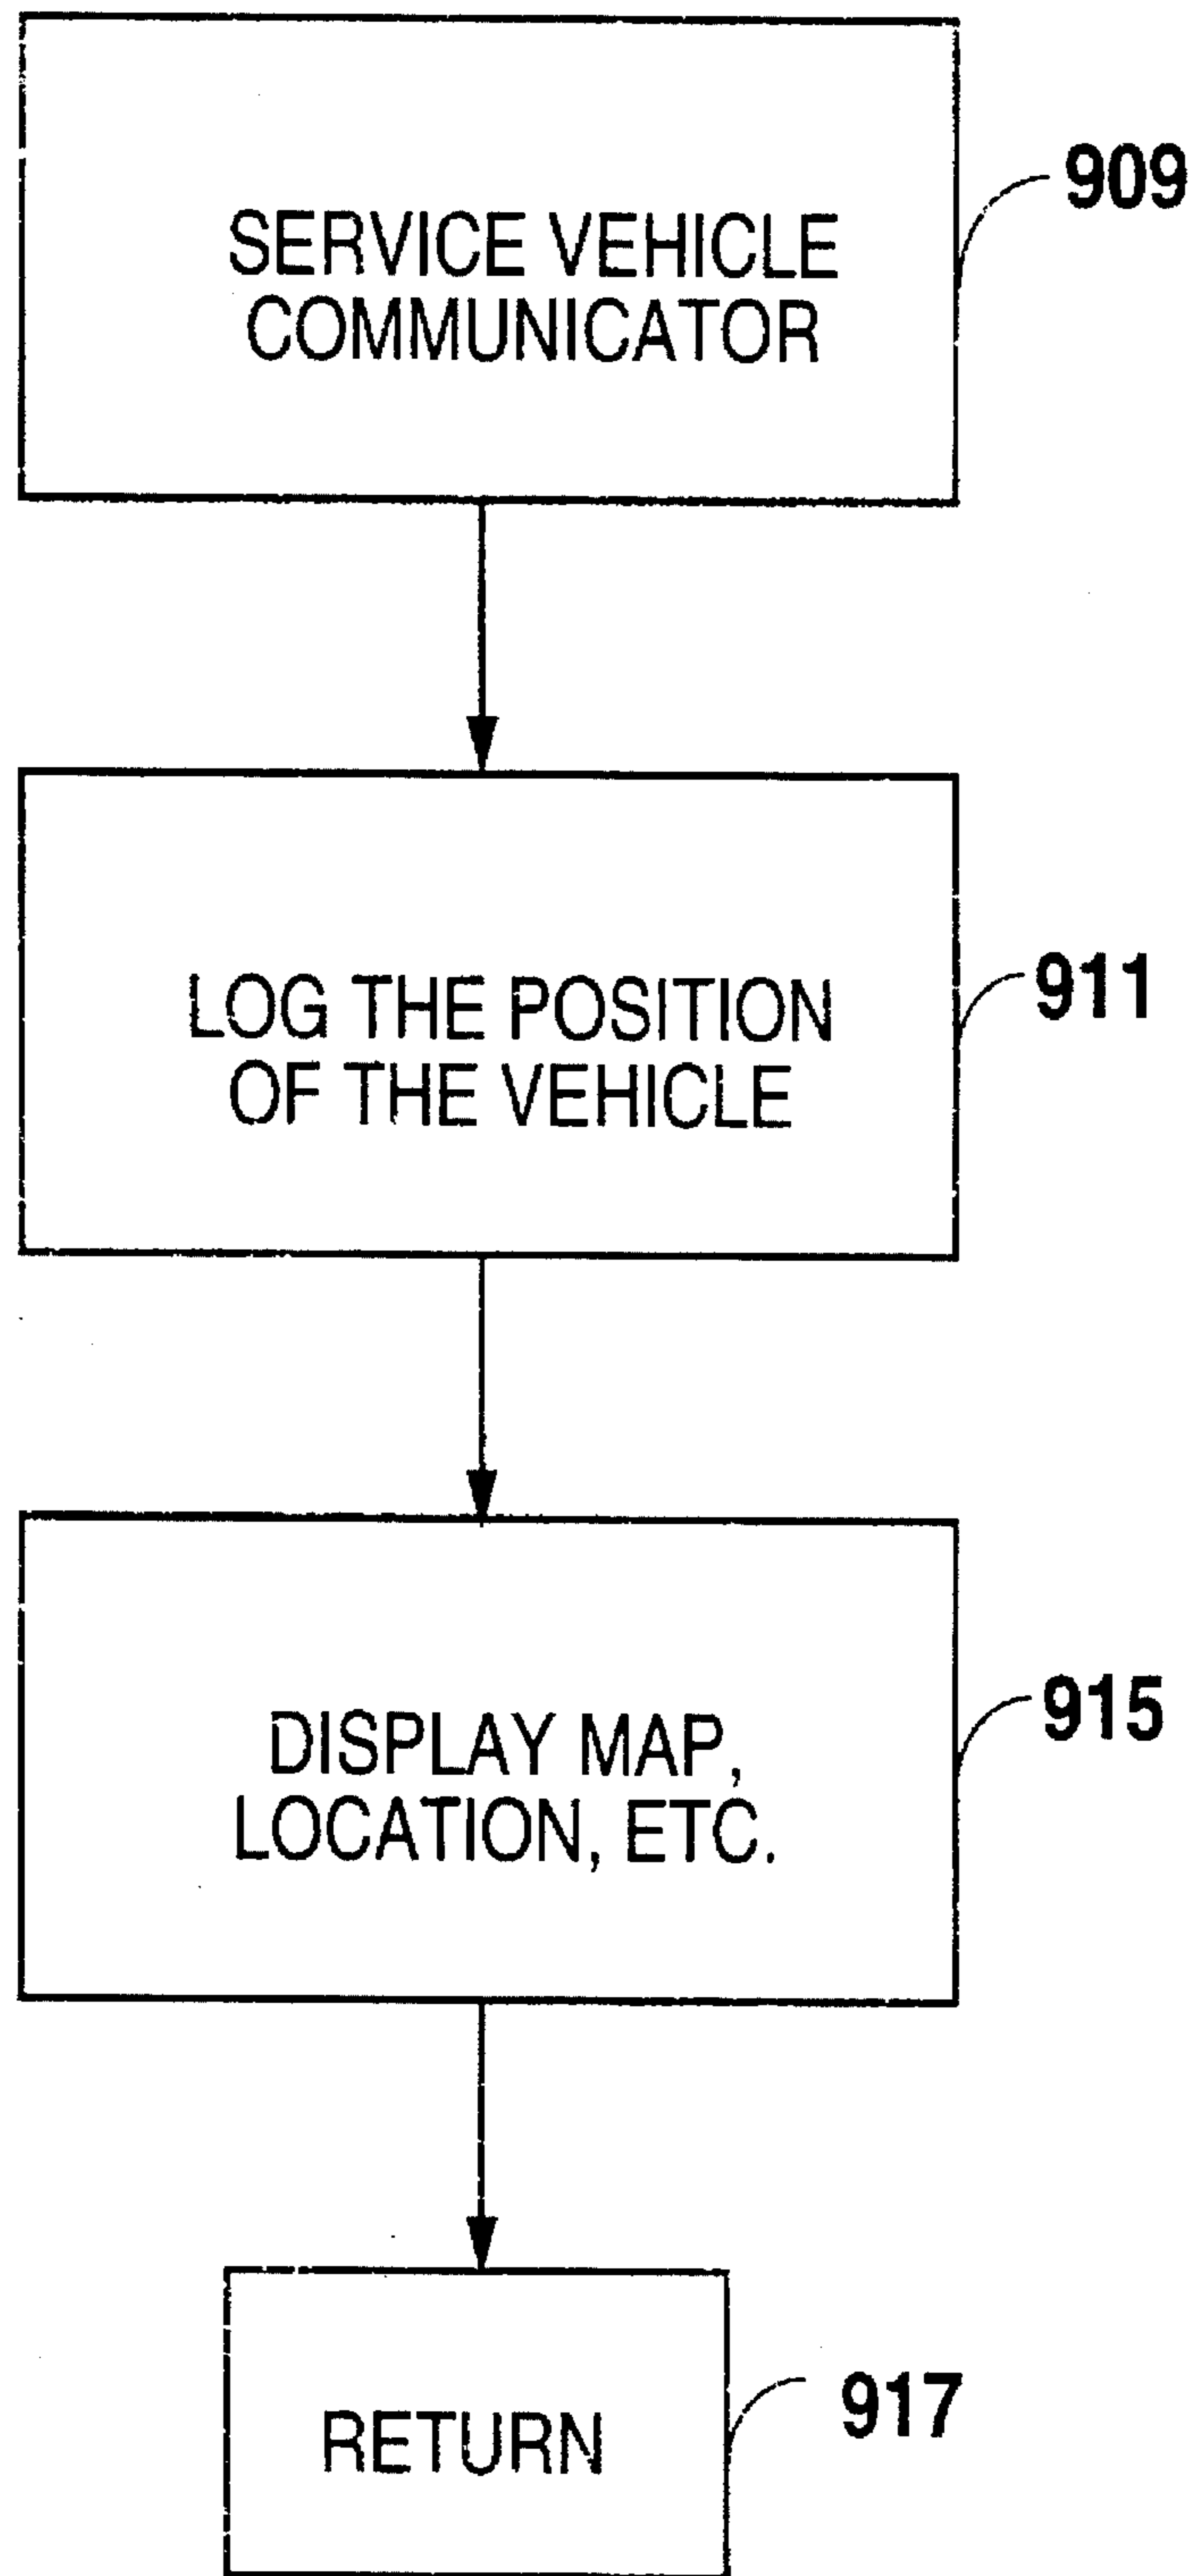 SERVICE VEHICLE
COMMUNICATOR
909
LOG THE POSITION
OF THE VEHICLE
911
DISPLAY MAP,
LOCATION, ETC.
915
RETURN
917